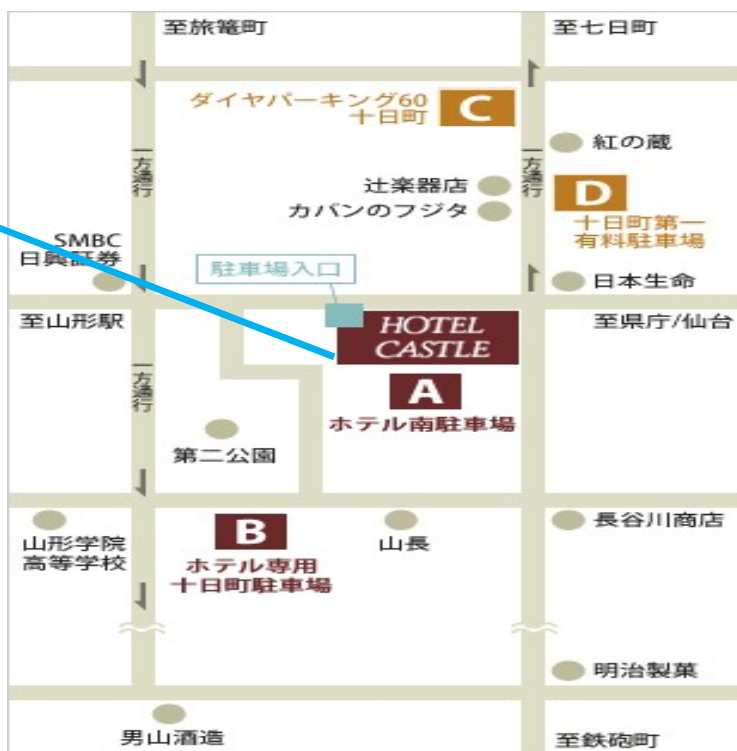 至旅篭町
至七日町
ダイヤパーキング60
十日町
C
紅の蔵
一方通行
一方通行
辻楽器店
カバンのフジタ
D
十日町第一
有料駐車場
SMBC
日興証券
駐車場入口
日本生命
至山形駅
HOTEL
CASTLE
至県庁/仙台
一方通行
A
ホテル南駐車場
第二公園
山形学院
高等学校
B
ホテル専用
十日町駐車場
山長
長谷川商店
明治製菓
男山酒造
至鉄砲町